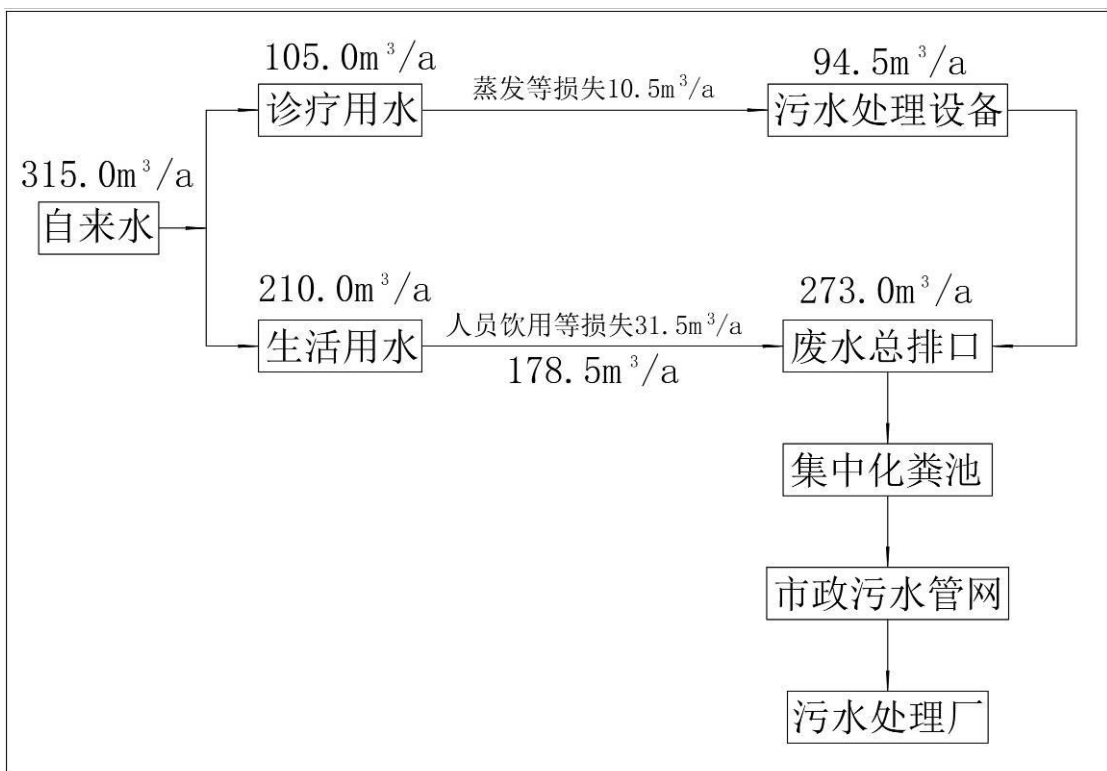 105.0m³/a
诊疗用水
蒸发等损失10.5m³/a
94.5m³/a
污水处理设备
315.0m³/a
自来水
210.0m³/a
生活用水
人员饮用等损失31.5m³/a
178.5m³/a
273.0m³/a
废水总排口
集中化粪池
市政污水管网
污水处理厂